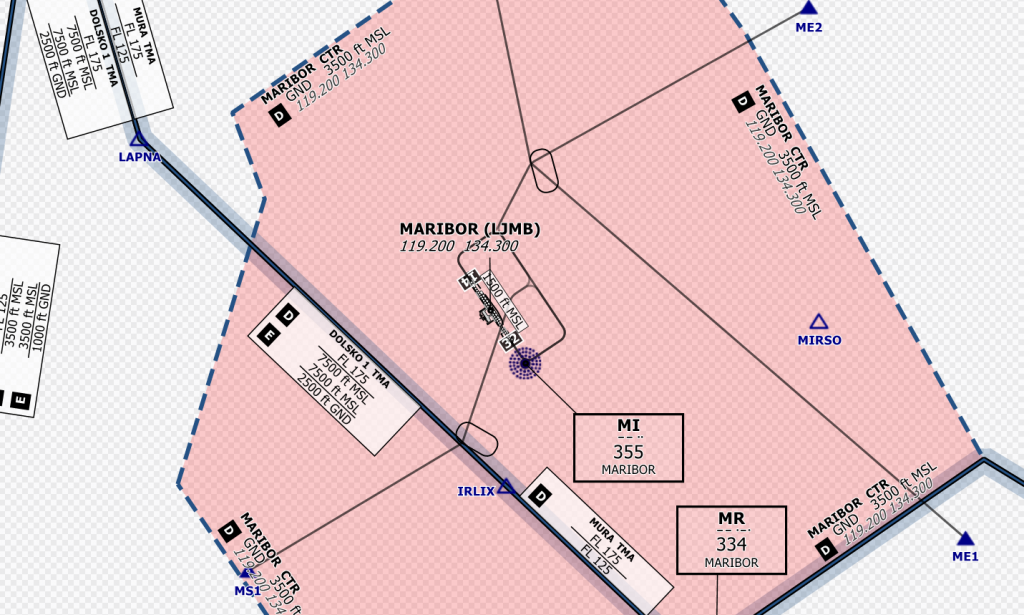 MURA TMA
FL 175
FL 125
DOLSKO 1 TMA
FL 175
7500 ft MSL
7500 ft MSL
2500 ft GND
LAPNA
MARIBOR CTR
GND 3500 ft MSL
119.200 134.300
D
ME2
MARIBOR CTR
GND 3500 ft MSL
119.200 134.300
D
MARIBOR (LJMB)
119.200 134.300
14
1500 ft MSL
32
3500 ft MSL
3500 ft MSL
1000 ft GND
E
D
E
DOLSKO 1 TMA
FL 175
7500 ft MSL
7500 ft MSL
2500 ft GND
MIRSO
MI
-- ··
355
MARIBOR
IRLIX
D
MURA TMA
FL 175
FL 125
MR
-- ·-·
334
MARIBOR
MARIBOR CTR
GND 3500 ft MSL
119.200 134.300
D
ME1
D
MARIBOR CTR
GND 3500 ft
119.200 134
MS1